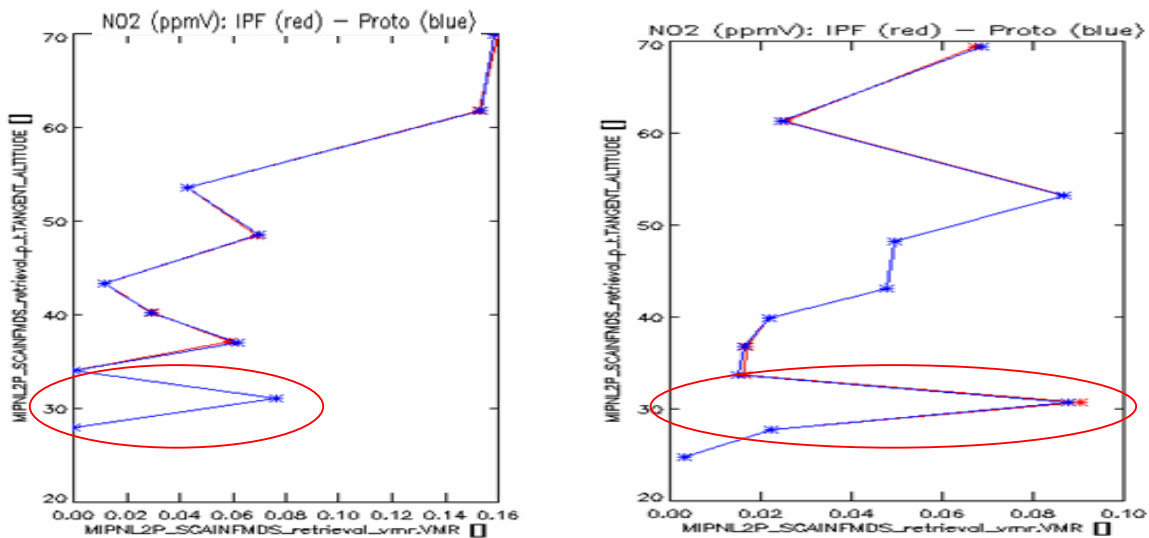 NO2 (ppmV): IPF (red) — Proto (blue)
70
60
50
40
30
20
MIPNL2P_SCAINFMDS_retrieval_p_t.TANGENT_ALTITUDE []
0.00 0.02 0.04 0.06 0.08 0.10 0.12 0.14 0.16
MIPNL2P_SCAINFMDS_retrieval_vmr.VMR []
NO2 (ppmV): IPF (red) — Proto (blue)
70
60
50
40
30
20
MIPNL2P_SCAINFMDS_retrieval_p_t.TANGENT_ALTITUDE []
0.00 0.02 0.04 0.06 0.08 0.10
MIPNL2P_SCAINFMDS_retrieval_vmr.VMR []